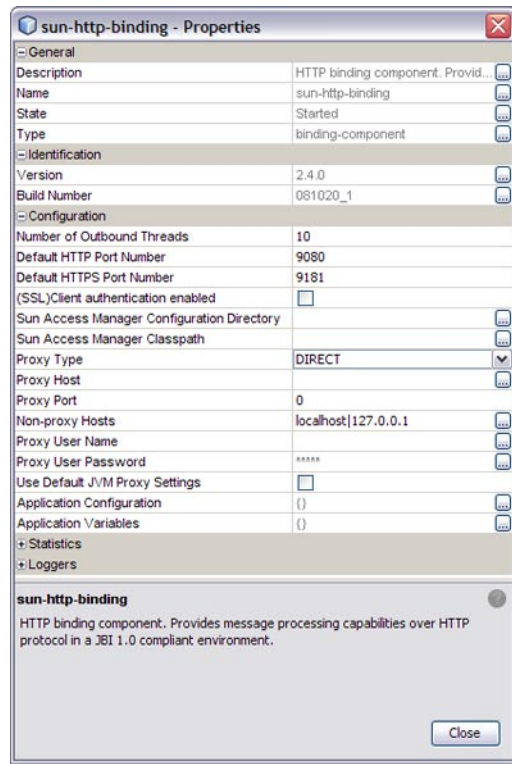 sun-http-binding - Properties
General
Description HTTP binding component. Provid... ...
Name sun-http-binding ...
State Started ...
Type binding-component ...
Identification
Version 2.4.0 ...
Build Number 081020_1 ...
Configuration
Number of Outbound Threads 10
Default HTTP Port Number 9080
Default HTTPS Port Number 9181
(SSL)Client authentication enabled
Sun Access Manager Configuration Directory ...
Sun Access Manager Classpath ...
Proxy Type DIRECT
Proxy Host ...
Proxy Port 0
Non-proxy Hosts localhost|127.0.0.1 ...
Proxy User Name ...
Proxy User Password ***** ...
Use Default JVM Proxy Settings
Application Configuration {} ...
Application Variables {} ...
Statistics
Loggers
sun-http-binding ?
HTTP binding component. Provides message processing capabilities over HTTP
protocol in a JBI 1.0 compliant environment.
Close